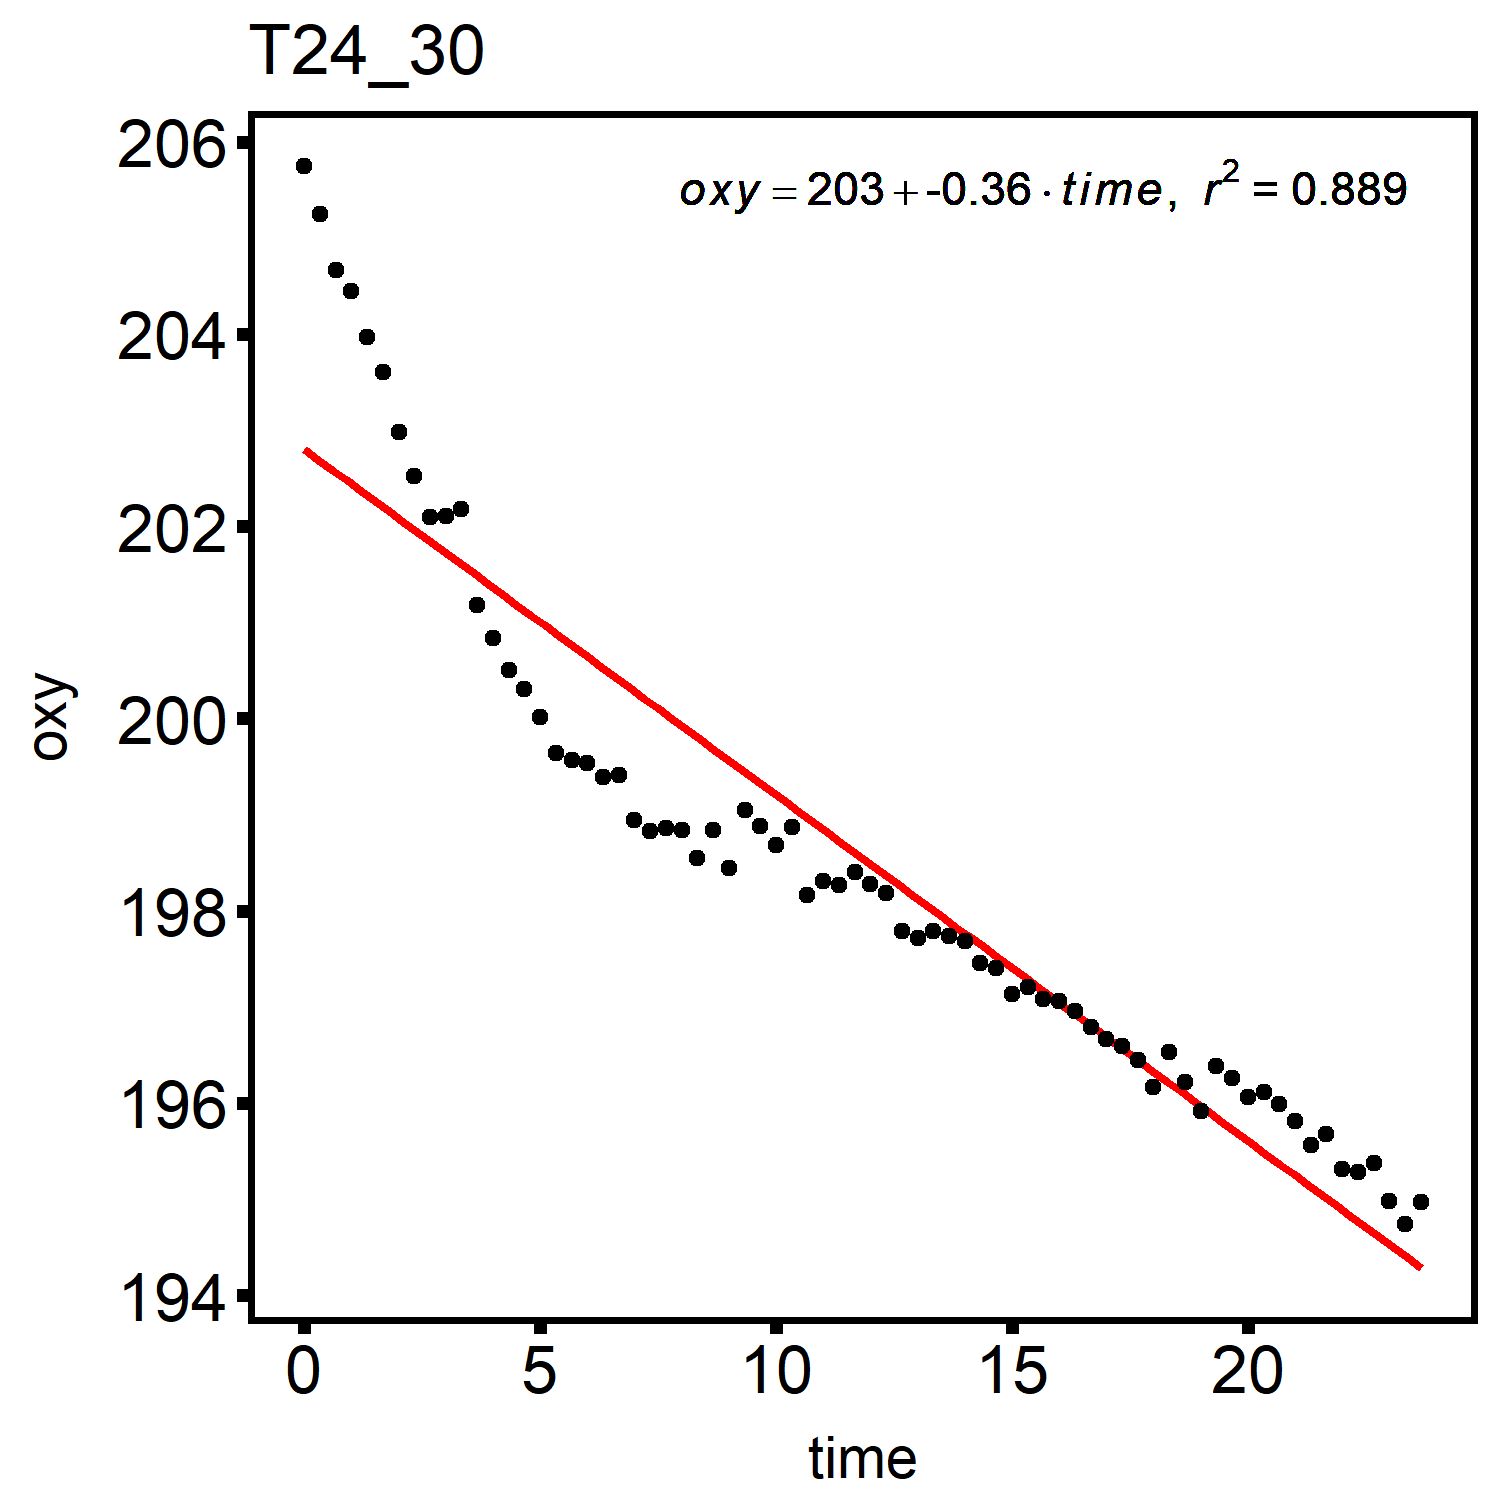 T24_30
oxy = 203 + -0.36 · time, r² = 0.889
206
204
202
200
198
196
194
oxy
0 5 10 15 20
time